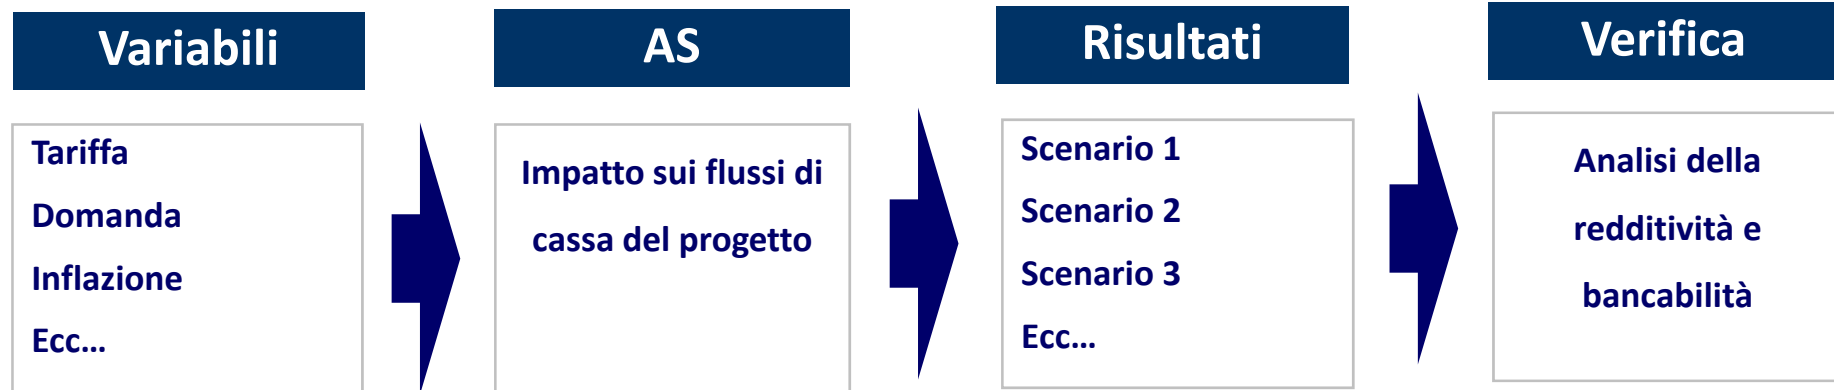 Variabili
Tariffa
Domanda
Inflazione
Ecc...
AS
Impatto sui flussi di
cassa del progetto
Risultati
Scenario 1
Scenario 2
Scenario 3
Ecc...
Verifica
Analisi della
redditività e
bancabilità